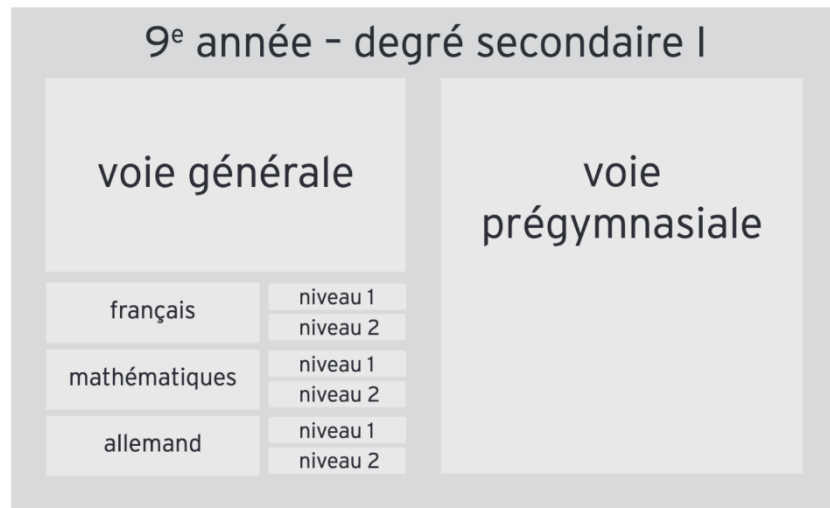 9ᵉ année – degré secondaire I
voie générale
français
niveau 1
niveau 2
mathématiques
niveau 1
niveau 2
allemand
niveau 1
niveau 2
voie
prégymnasiale